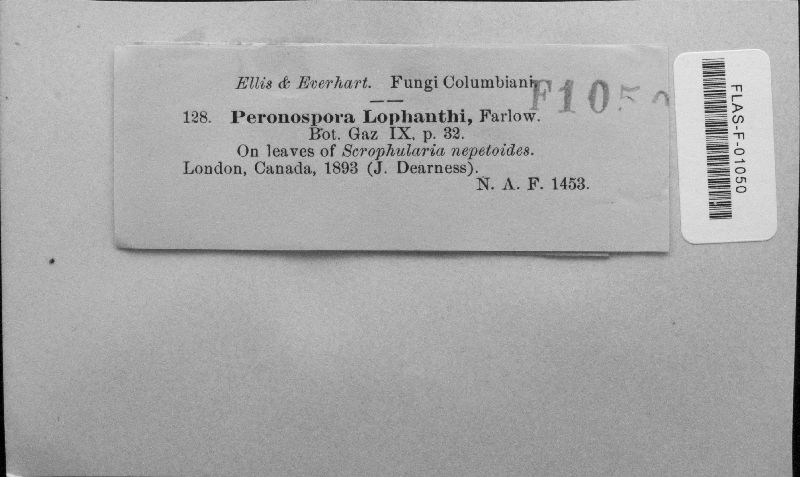 Ellis & Everhart. Fungi Columbiani
F1050
128. Peronospora Lophanthi, Farlow.
Bot. Gaz IX. p. 32.
On leaves of Scrophularia nepetoides.
London, Canada, 1893 (J. Dearness).
N. A. F. 1453.
FLAS-F-01050